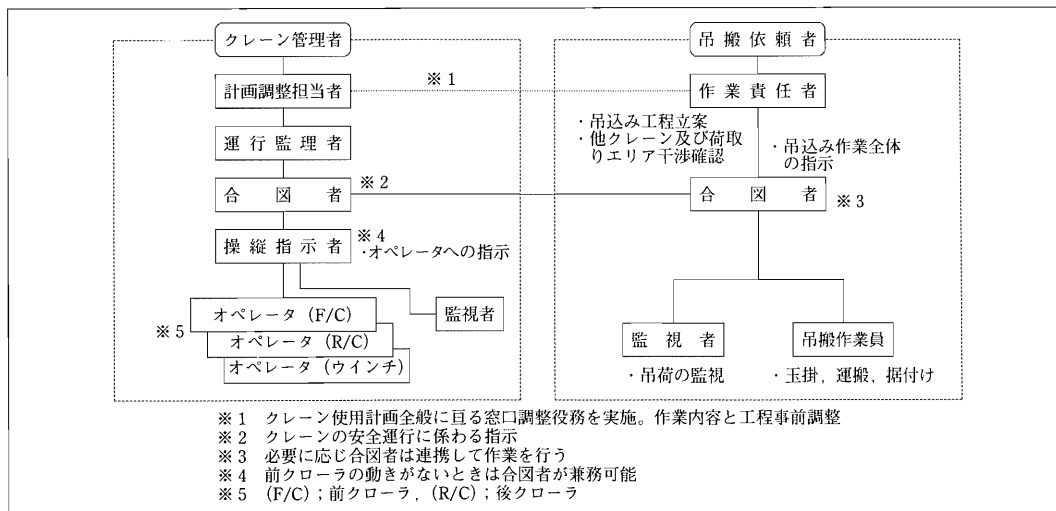 クレーン管理者
吊搬依頼者
計画調整担当者
※1
作業責任者
運行監理者
・吊込み工程立案
・他クレーン及び荷取
りエリア干渉確認
・吊込み作業全体
の指示
合図者
※2
合図者
※3
操縦指示者
※4
・オペレータへの指示
オペレータ (F/C)
監視者
※5
オペレータ (R/C)
オペレータ (ウインチ)
監視者
吊搬作業員
・吊荷の監視
・玉掛，運搬，据付け
※1 クレーン使用計画全般に亘る窓口調整役務を実施。作業内容と工程事前調整
※2 クレーンの安全運行に係わる指示
※3 必要に応じ合図者は連携して作業を行う
※4 前クローラの動きがないときは合図者が兼務可能
※5 (F/C)；前クローラ，(R/C)；後クローラ